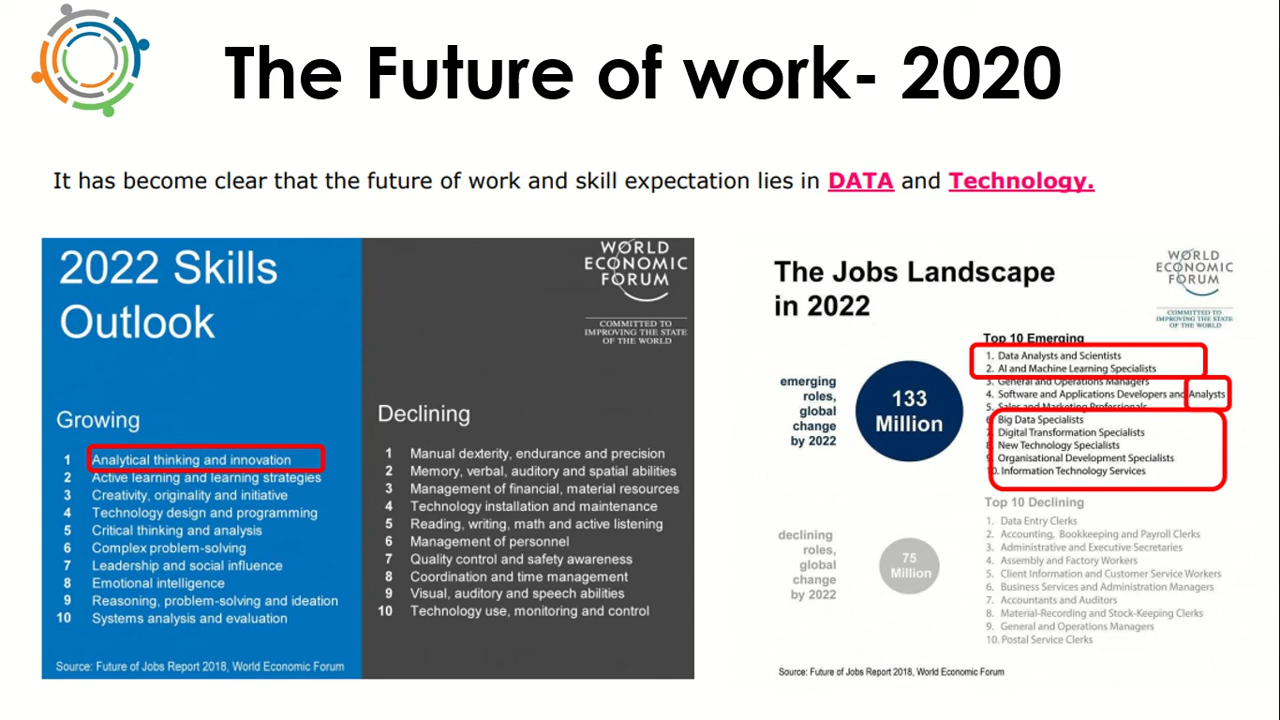 The Future of work- 2020
It has become clear that the future of work and skill expectation lies in DATA and Technology.
2022 Skills
Outlook
WORLD
ECONOMIC
FORUM
COMMITTED TO
IMPROVING THE STATE
OF THE WORLD
Growing
1 Analytical thinking and innovation
2 Active learning and learning strategies
3 Creativity, originality and initiative
4 Technology design and programming
5 Critical thinking and analysis
6 Complex problem-solving
7 Leadership and social influence
8 Emotional intelligence
9 Reasoning, problem-solving and ideation
10 Systems analysis and evaluation
Declining
1 Manual dexterity, endurance and precision
2 Memory, verbal, auditory and spatial abilities
3 Management of financial, material resources
4 Technology installation and maintenance
5 Reading, writing, math and active listening
6 Management of personnel
7 Quality control and safety awareness
8 Coordination and time management
9 Visual, auditory and speech abilities
10 Technology use, monitoring and control
Source: Future of Jobs Report 2018, World Economic Forum
The Jobs Landscape
in 2022
WORLD
ECONOMIC
FORUM
COMMITTED TO
IMPROVING THE STATE
OF THE WORLD
emerging
roles,
global
change
by 2022
133
Million
Top 10 Emerging
1. Data Analysts and Scientists
2. AI and Machine Learning Specialists
3. General and Operations Managers
4. Software and Applications Developers and Analysts
5. Sales and Marketing Professionals
6. Big Data Specialists
7. Digital Transformation Specialists
8. New Technology Specialists
9. Organisational Development Specialists
10. Information Technology Services
declining
roles,
global
change
by 2022
75
Million
Top 10 Declining
1. Data Entry Clerks
2. Accounting, Bookkeeping and Payroll Clerks
3. Administrative and Executive Secretaries
4. Assembly and Factory Workers
5. Client Information and Customer Service Workers
6. Business Services and Administration Managers
7. Accountants and Auditors
8. Material-Recording and Stock-Keeping Clerks
9. General and Operations Managers
10. Postal Service Clerks
Source: Future of Jobs Report 2018, World Economic Forum